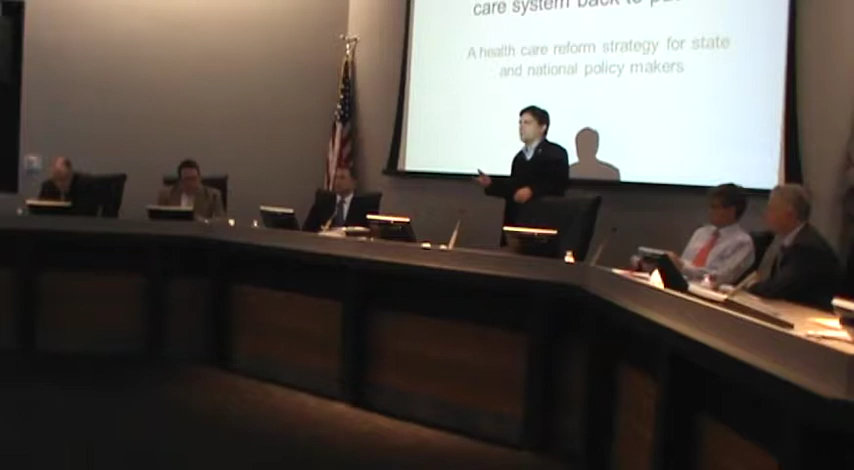 care system back to
A health care reform strategy for state
and national policy makers